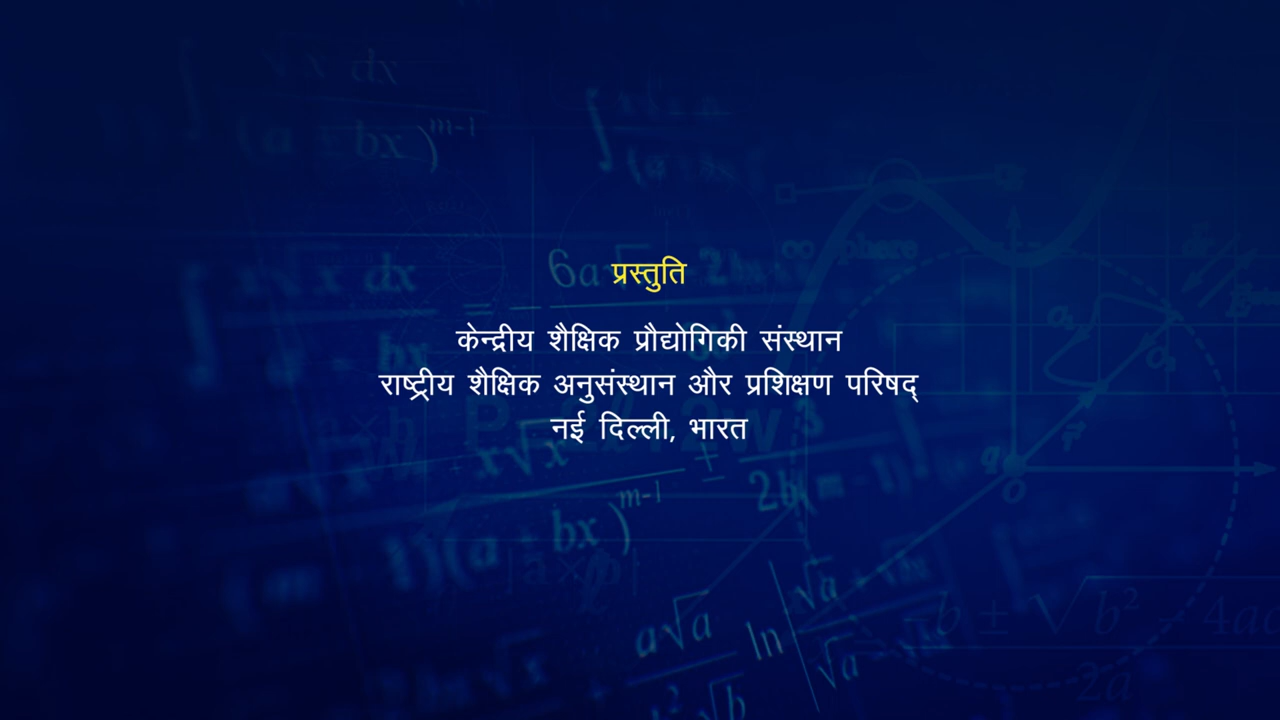 प्रस्तुति
केन्द्रीय शैक्षिक प्रौद्योगिकी संस्थान
राष्ट्रीय शैक्षिक अनुसंस्थान और प्रशिक्षण परिषद्
नई दिल्ली, भारत